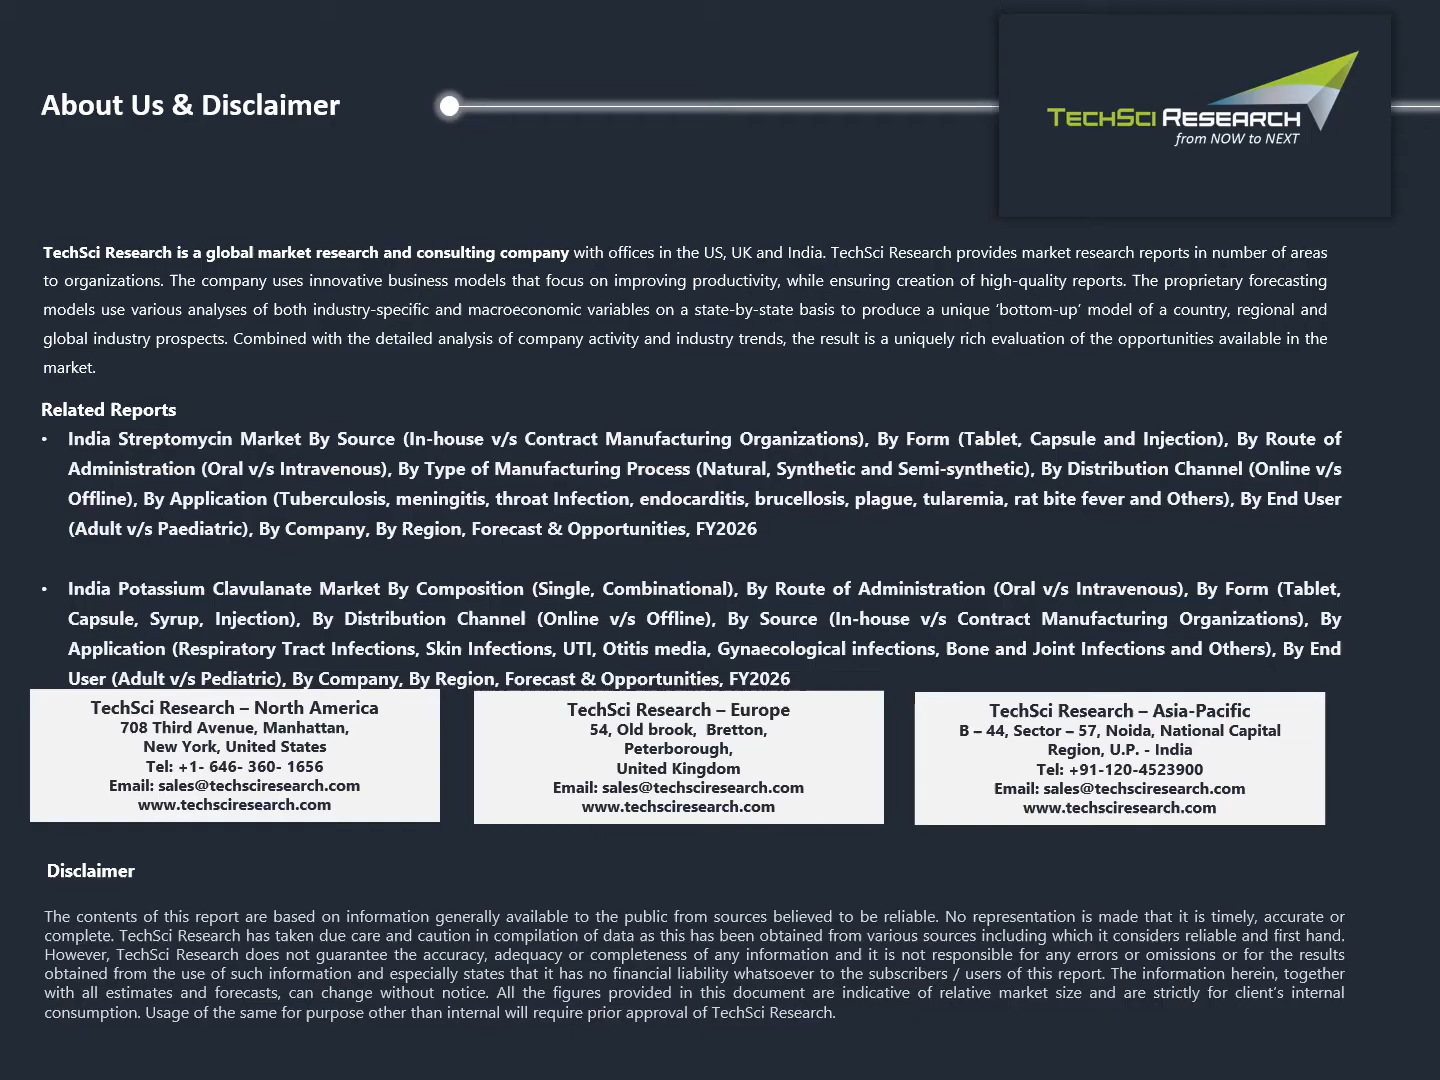 About Us & Disclaimer
TECHSCI RESEARCH
from NOW to NEXT
TechSci Research is a global market research and consulting company with offices in the US, UK and India. TechSci Research provides market research reports in number of areas
to organizations. The company uses innovative business models that focus on improving productivity, while ensuring creation of high-quality reports. The proprietary forecasting
models use various analyses of both industry-specific and macroeconomic variables on a state-by-state basis to produce a unique ‘bottom-up’ model of a country, regional and
global industry prospects. Combined with the detailed analysis of company activity and industry trends, the result is a uniquely rich evaluation of the opportunities available in the
market.
Related Reports
• India Streptomycin Market By Source (In-house v/s Contract Manufacturing Organizations), By Form (Tablet, Capsule and Injection), By Route of
Administration (Oral v/s Intravenous), By Type of Manufacturing Process (Natural, Synthetic and Semi-synthetic), By Distribution Channel (Online v/s
Offline), By Application (Tuberculosis, meningitis, throat Infection, endocarditis, brucellosis, plague, tularemia, rat bite fever and Others), By End User
(Adult v/s Paediatric), By Company, By Region, Forecast & Opportunities, FY2026
• India Potassium Clavulanate Market By Composition (Single, Combinational), By Route of Administration (Oral v/s Intravenous), By Form (Tablet,
Capsule, Syrup, Injection), By Distribution Channel (Online v/s Offline), By Source (In-house v/s Contract Manufacturing Organizations), By
Application (Respiratory Tract Infections, Skin Infections, UTI, Otitis media, Gynaecological infections, Bone and Joint Infections and Others), By End
User (Adult v/s Pediatric), By Company, By Region, Forecast & Opportunities, FY2026
TechSci Research – North America
708 Third Avenue, Manhattan,
New York, United States
Tel: +1- 646- 360- 1656
Email: sales@techsciresearch.com
www.techsciresearch.com
TechSci Research – Europe
54, Old brook, Bretton,
Peterborough,
United Kingdom
Email: sales@techsciresearch.com
www.techsciresearch.com
TechSci Research – Asia-Pacific
B – 44, Sector – 57, Noida, National Capital
Region, U.P. - India
Tel: +91-120-4523900
Email: sales@techsciresearch.com
www.techsciresearch.com
Disclaimer
The contents of this report are based on information generally available to the public from sources believed to be reliable. No representation is made that it is timely, accurate or
complete. TechSci Research has taken due care and caution in compilation of data as this has been obtained from various sources including which it considers reliable and first hand.
However, TechSci Research does not guarantee the accuracy, adequacy or completeness of any information and it is not responsible for any errors or omissions or for the results
obtained from the use of such information and especially states that it has no financial liability whatsoever to the subscribers / users of this report. The information herein, together
with all estimates and forecasts, can change without notice. All the figures provided in this document are indicative of relative market size and are strictly for client’s internal
consumption. Usage of the same for purpose other than internal will require prior approval of TechSci Research.